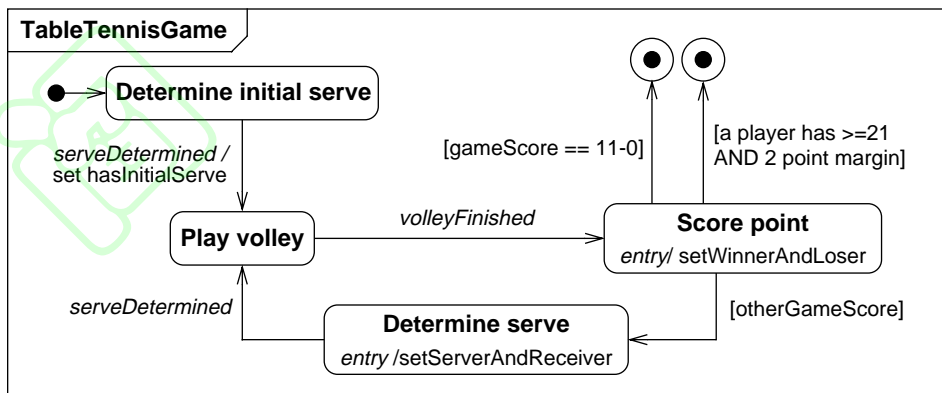 TableTennisGame
Determine initial serve
serveDetermined /
set hasInitialServe
[gameScore == 11-0]
[a player has >=21
AND 2 point margin]
Play volley
volleyFinished
Score point
entry/ setWinnerAndLoser
serveDetermined
[otherGameScore]
Determine serve
entry /setServerAndReceiver